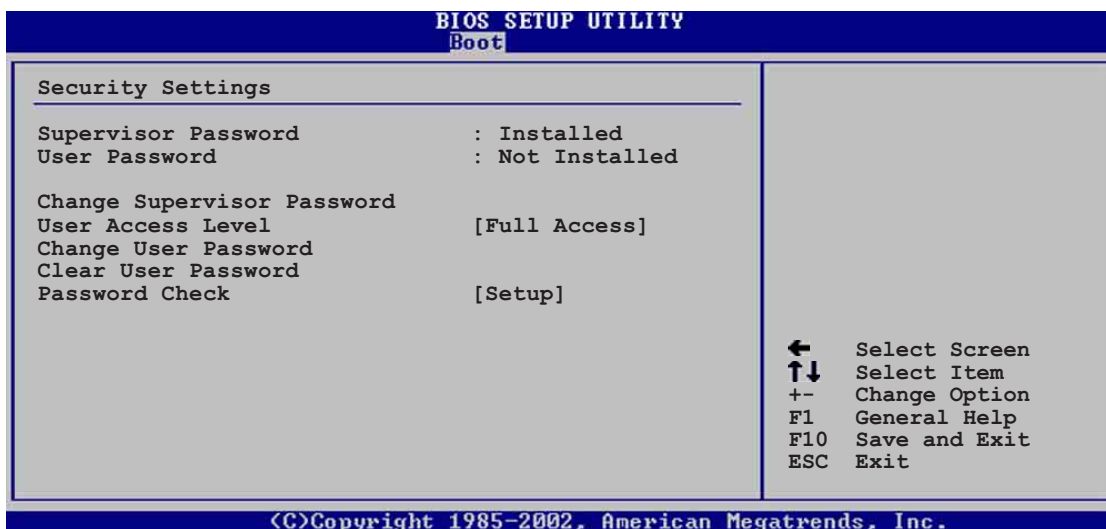 BIOS SETUP UTILITY
Boot
Security Settings
Supervisor Password : Installed
User Password : Not Installed
Change Supervisor Password
User Access Level [Full Access]
Change User Password
Clear User Password
Password Check [Setup]
← Select Screen
↑↓ Select Item
+- Change Option
F1 General Help
F10 Save and Exit
ESC Exit
(C)Copyright 1985-2002, American Megatrends, Inc.